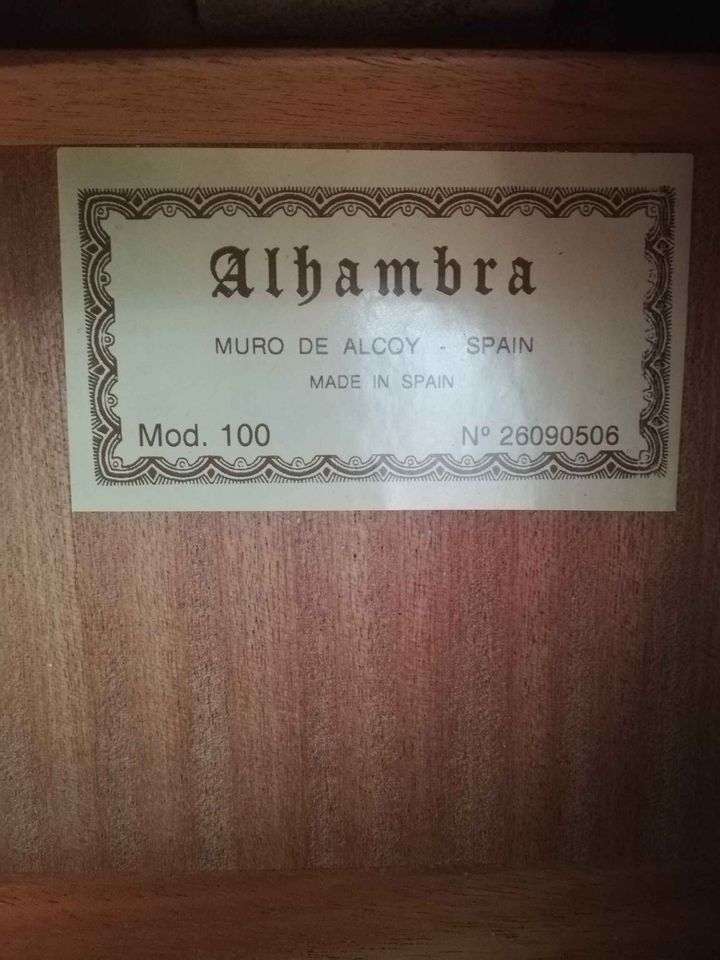 Alhambra
MURO DE ALCOY - SPAIN
MADE IN SPAIN
Mod. 100 Nº 26090506